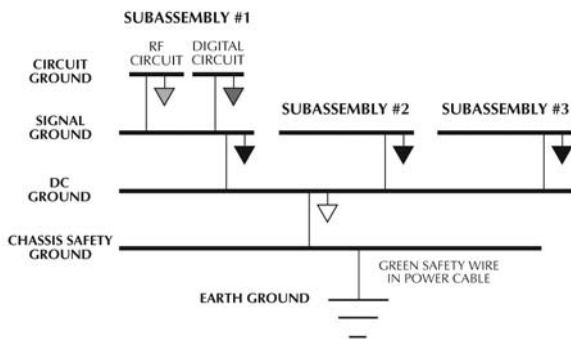 SUBASSEMBLY #1
RF
CIRCUIT
DIGITAL
CIRCUIT
CIRCUIT
GROUND
SUBASSEMBLY #2
SUBASSEMBLY #3
SIGNAL
GROUND
DC
GROUND
CHASSIS SAFETY
GROUND
GREEN SAFETY WIRE
IN POWER CABLE
EARTH GROUND